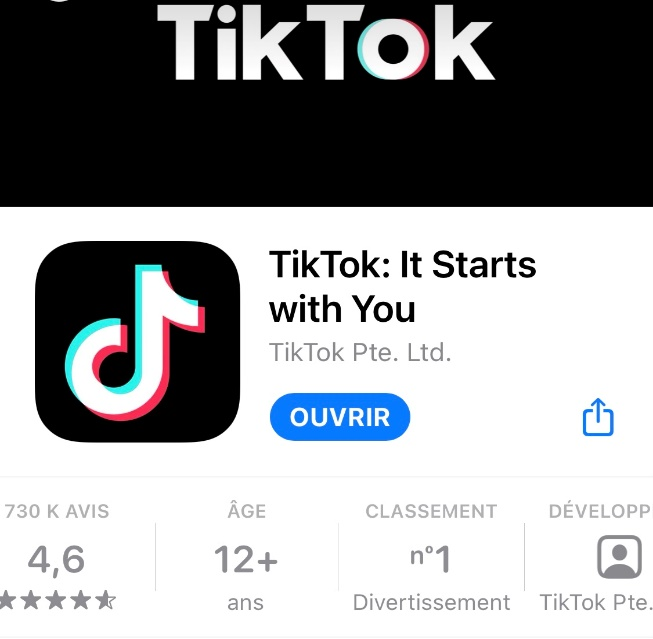 TikTok
TikTok: It Starts
with You
TikTok Pte. Ltd.
OUVRIR
730 K AVIS
ÂGE
CLASSEMENT
DÉVELOPP
4,6
12+
n°1
ans
Divertissement
TikTok Pte.